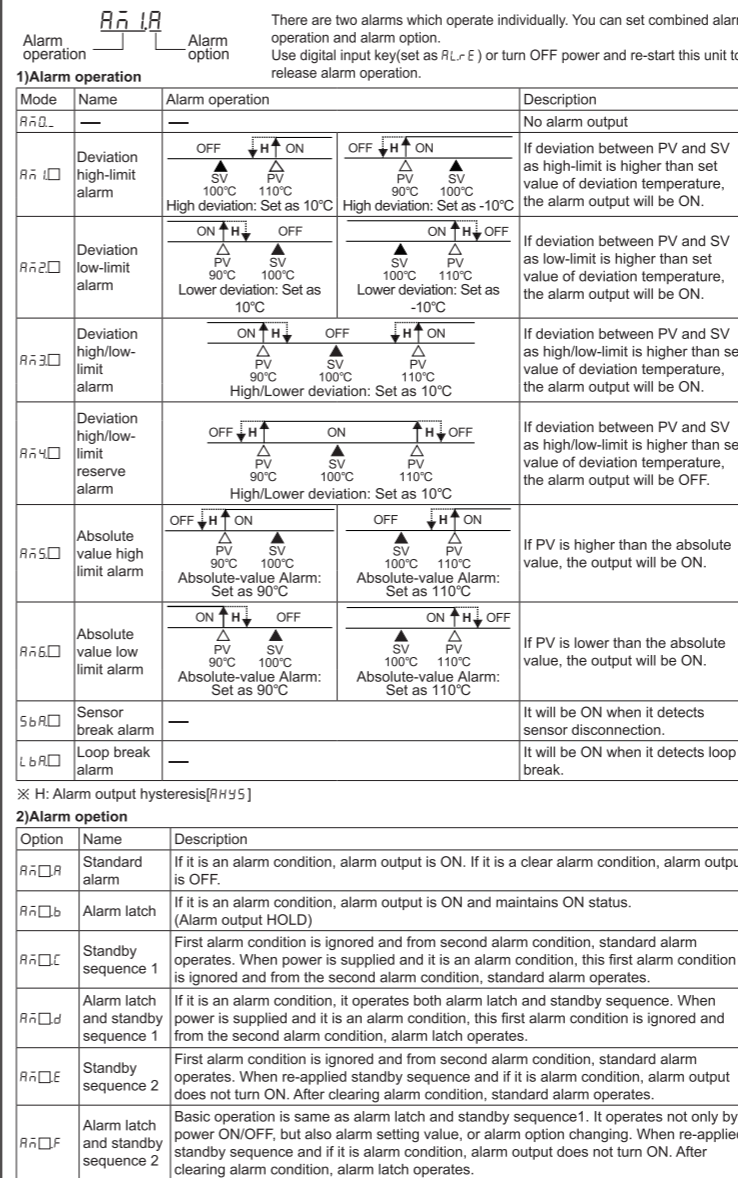 Am 1.A
Alarm operation
Alarm option
There are two alarms which operate individually. You can set combined alarm
operation and alarm option.
Use digital input key(set as AL.rE) or turn OFF power and re-start this unit to
release alarm operation.
1)Alarm operation
Mode Name Alarm operation Description
Am0._ — — No alarm output
Am 1.□
Deviation
high-limit
alarm
OFF H ON
SV PV
100℃ 110℃
High deviation: Set as 10℃
OFF H ON
PV SV
90℃ 100℃
High deviation: Set as -10℃
If deviation between PV and SV
as high-limit is higher than set
value of deviation temperature,
the alarm output will be ON.
Am2.□
Deviation
low-limit
alarm
ON H OFF
PV SV
90℃ 100℃
Lower deviation: Set as
10℃
ON H OFF
SV PV
100℃ 110℃
Lower deviation: Set as
-10℃
If deviation between PV and SV
as low-limit is higher than set
value of deviation temperature,
the alarm output will be ON.
Am3.□
Deviation
high/low-
limit
alarm
ON H OFF H ON
PV SV PV
90℃ 100℃ 110℃
High/Lower deviation: Set as 10℃
If deviation between PV and SV
as high/low-limit is higher than se
value of deviation temperature,
the alarm output will be ON.
Am4.□
Deviation
high/low-
limit
reserve
alarm
OFF H ON H OFF
PV SV PV
90℃ 100℃ 110℃
High/Lower deviation: Set as 10℃
If deviation between PV and SV
as high/low-limit is higher than se
value of deviation temperature,
the alarm output will be OFF.
Am5.□
Absolute
value high
limit alarm
OFF H ON
PV SV
90℃ 100℃
Absolute-value Alarm:
Set as 90℃
OFF H ON
SV PV
100℃ 110℃
Absolute-value Alarm:
Set as 110℃
If PV is higher than the absolute
value, the output will be ON.
Am6.□
Absolute
value low
limit alarm
ON H OFF
PV SV
90℃ 100℃
Absolute-value Alarm:
Set as 90℃
ON H OFF
SV PV
100℃ 110℃
Absolute-value Alarm:
Set as 110℃
If PV is lower than the absolute
value, the output will be ON.
SbA.□
Sensor
break alarm
—
It will be ON when it detects
sensor disconnection.
LbA.□
Loop break
alarm
—
It will be ON when it detects loop
break.
※ H: Alarm output hysteresis[AHYS]
2)Alarm opetion
Option Name Description
Am□.A
Standard
alarm
If it is an alarm condition, alarm output is ON. If it is a clear alarm condition, alarm outpu
is OFF.
Am□.b
Alarm latch
If it is an alarm condition, alarm output is ON and maintains ON status.
(Alarm output HOLD)
Am□.C
Standby
sequence 1
First alarm condition is ignored and from second alarm condition, standard alarm
operates. When power is supplied and it is an alarm condition, this first alarm condition
is ignored and from the second alarm condition, standard alarm operates.
Am□.d
Alarm latch
and standby
sequence 1
If it is an alarm condition, it operates both alarm latch and standby sequence. When
power is supplied and it is an alarm condition, this first alarm condition is ignored and
from the second alarm condition, alarm latch operates.
Am□.E
Standby
sequence 2
First alarm condition is ignored and from second alarm condition, standard alarm
operates. When re-applied standby sequence and if it is alarm condition, alarm output
does not turn ON. After clearing alarm condition, standard alarm operates.
Am□.F
Alarm latch
and standby
sequence 2
Basic operation is same as alarm latch and standby sequence1. It operates not only by
power ON/OFF, but also alarm setting value, or alarm option changing. When re-applied
standby sequence and if it is alarm condition, alarm output does not turn ON. After
clearing alarm condition, alarm latch operates.